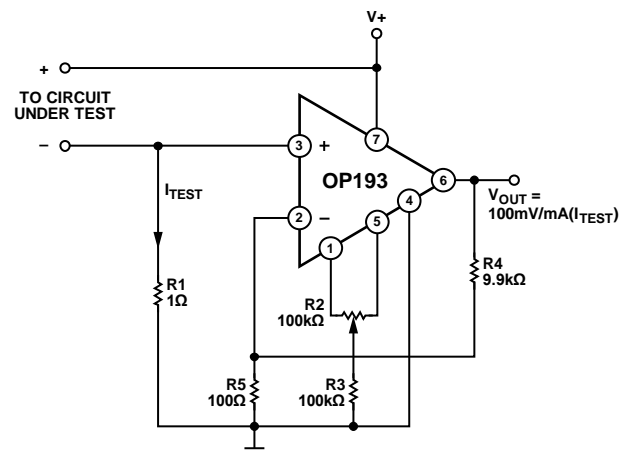 V+
+
TO CIRCUIT
UNDER TEST
−
3
+
7
OP193
6
ITEST
2
−
4
5
1
VOUT =
100mV/mA(ITEST)
R1
1Ω
R2
100kΩ
R4
9.9kΩ
R5
100Ω
R3
100kΩ